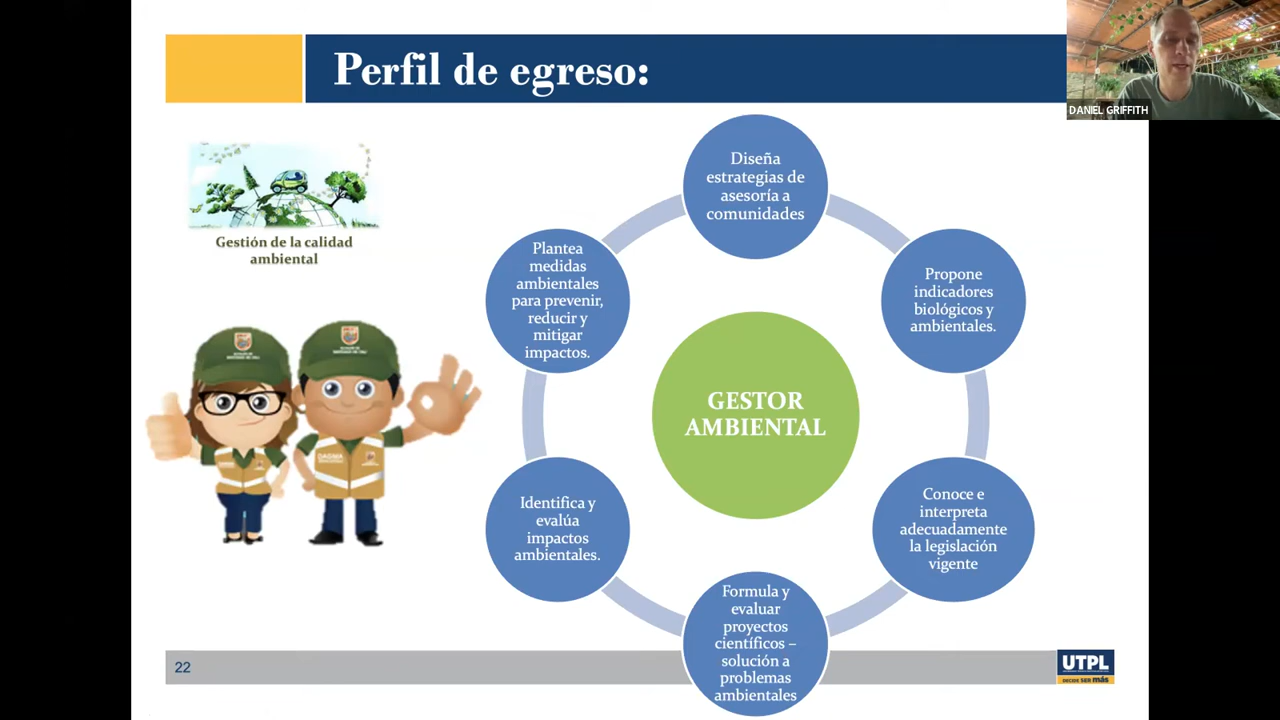 Perfil de egreso:
DANIEL GRIFFITH
Gestión de la calidad
ambiental
Diseña
estrategias de
asesoría a
comunidades
Propone
indicadores
biológicos y
ambientales.
Conoce e
interpreta
adecuadamente
la legislación
vigente
Formula y
evaluar
proyectos
científicos –
solución a
problemas
ambientales
Identifica y
evalúa
impactos
ambientales.
Plantea
medidas
ambientales
para prevenir,
reducir y
mitigar
impactos.
GESTOR
AMBIENTAL
DAGMA
22
UTPL
DECIDE SER más